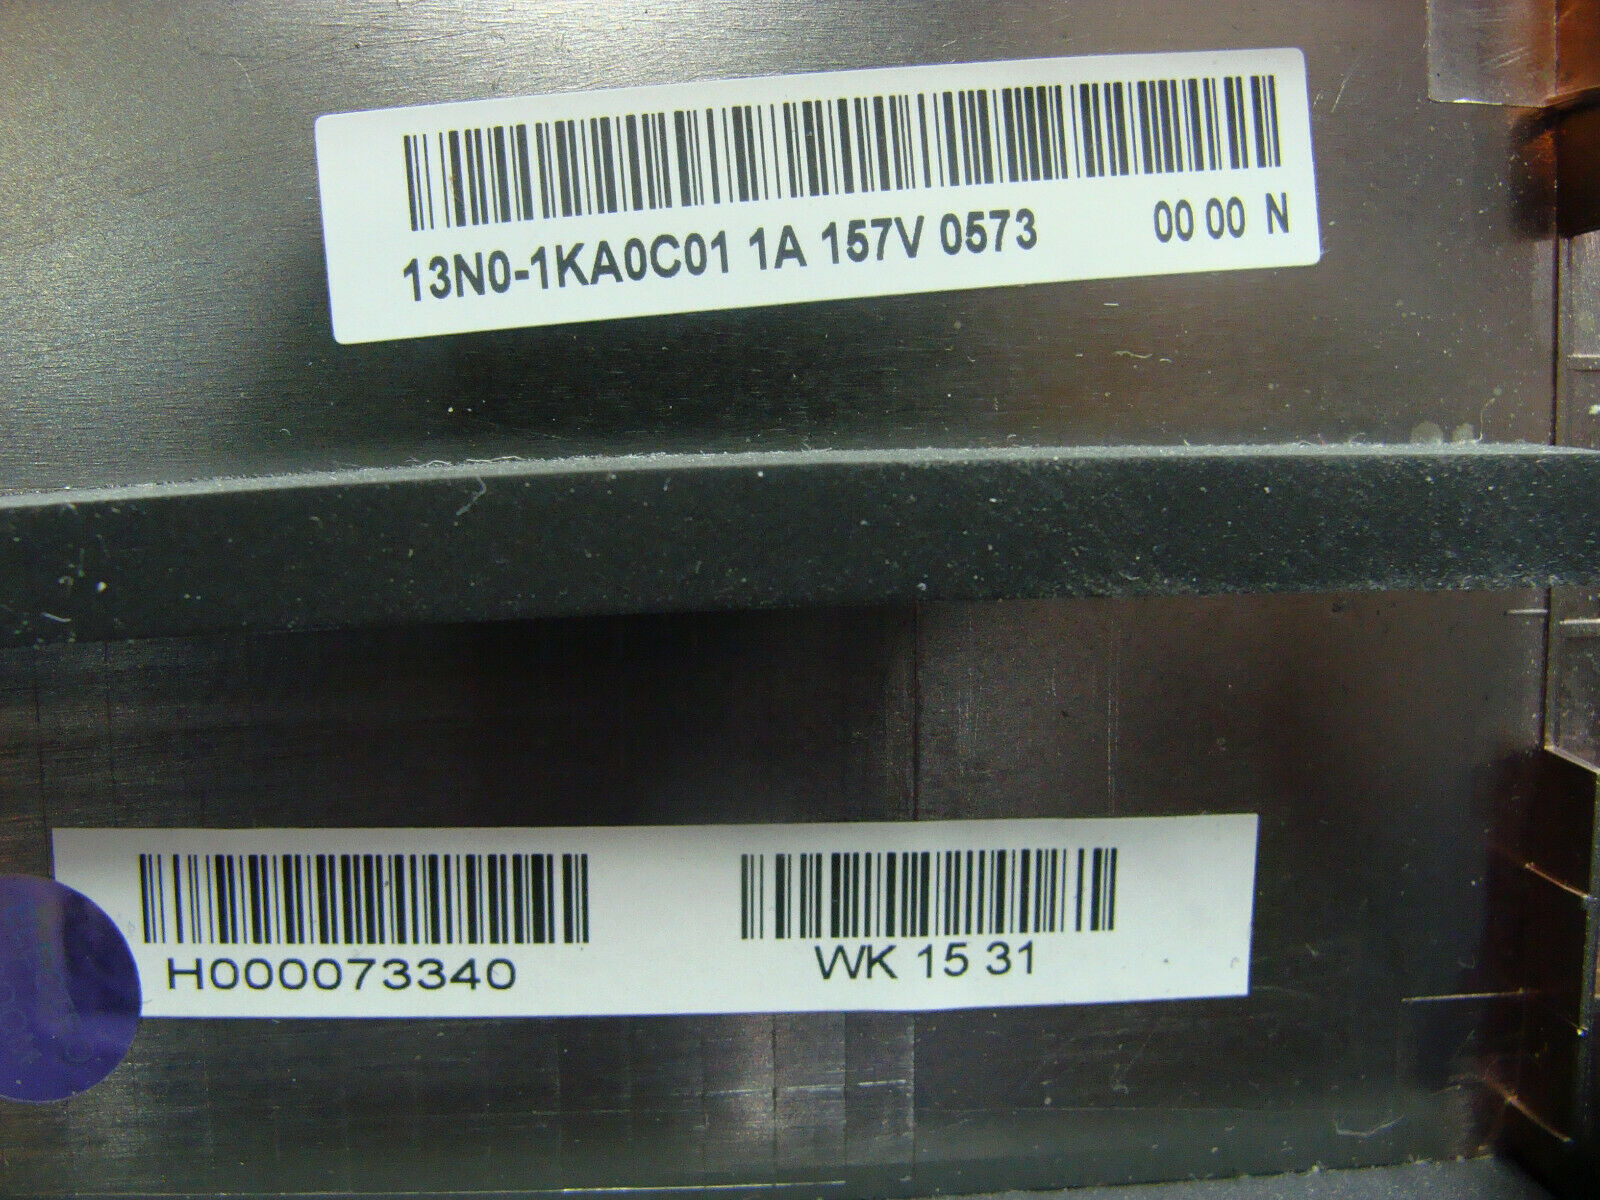 13N0-1KA0C01 1A 157V 0573 00 00 N
H000073340 WK 15 31